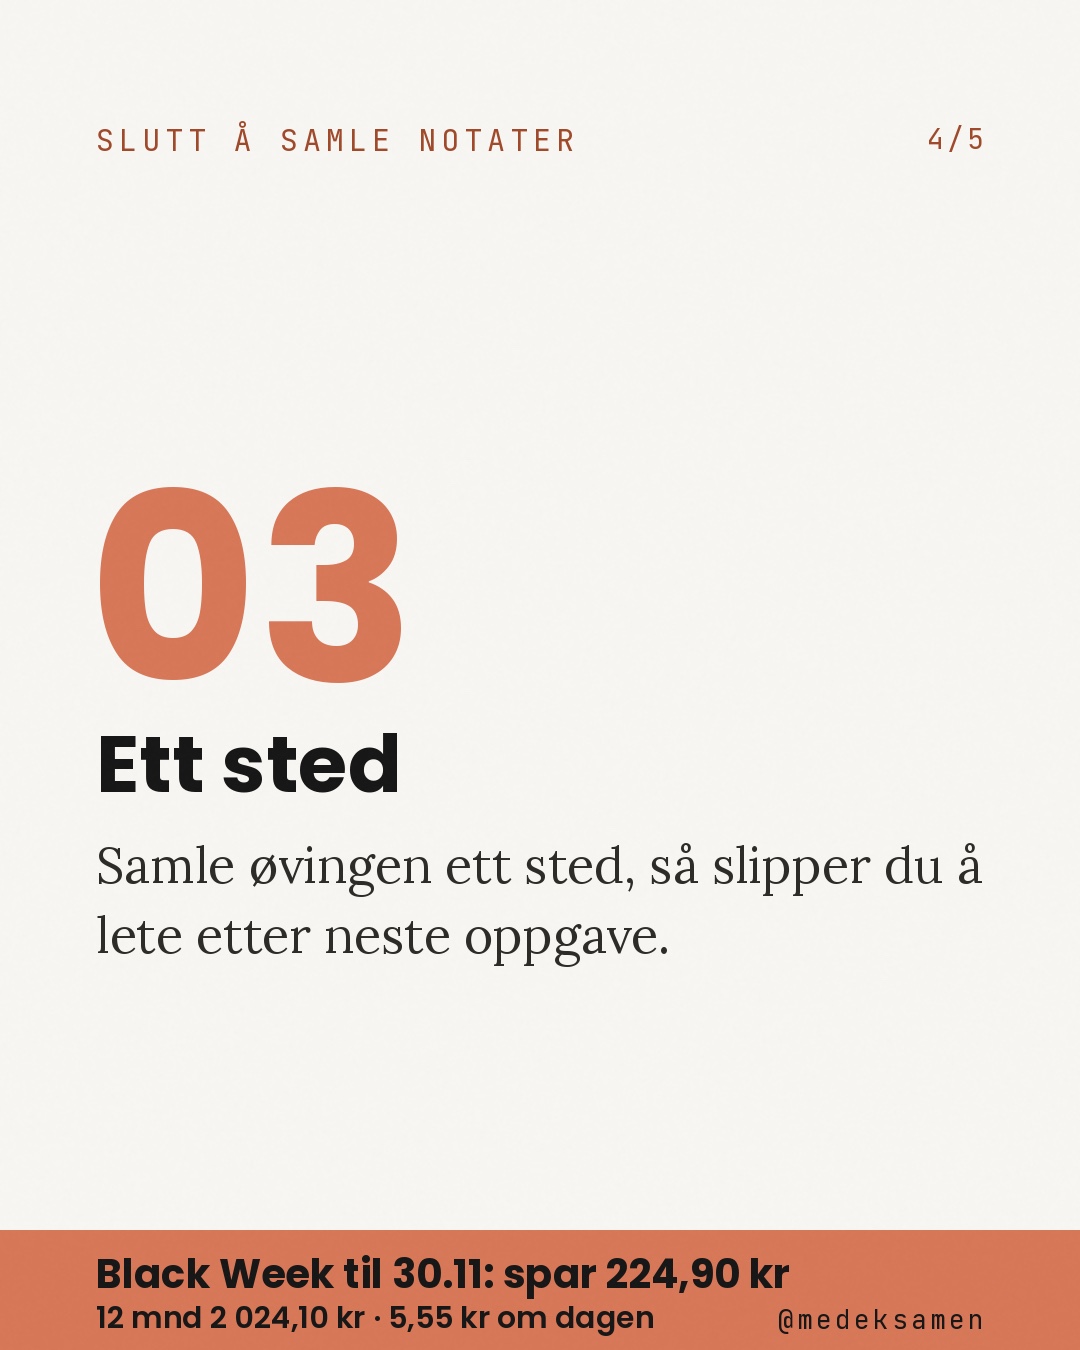 SLUTT Å SAMLE NOTATER
4/5
03
Ett sted
Samle øvingen ett sted, så slipper du å
lete etter neste oppgave.
Black Week til 30.11: spar 224,90 kr
12 mnd 2 024,10 kr · 5,55 kr om dagen
@medeksamen